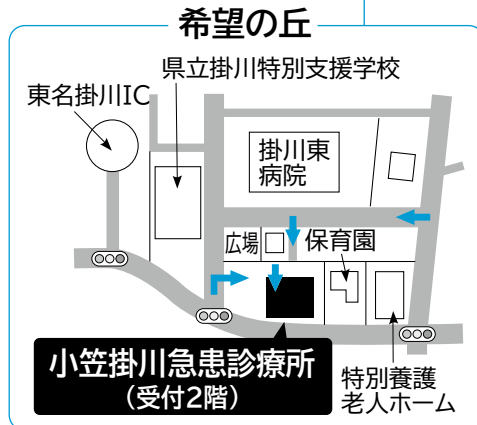 希望の丘
県立掛川特別支援学校
東名掛川IC
掛川東
病院
広場
保育園
小笠掛川急患診療所
（受付2階）
特別養護
老人ホーム